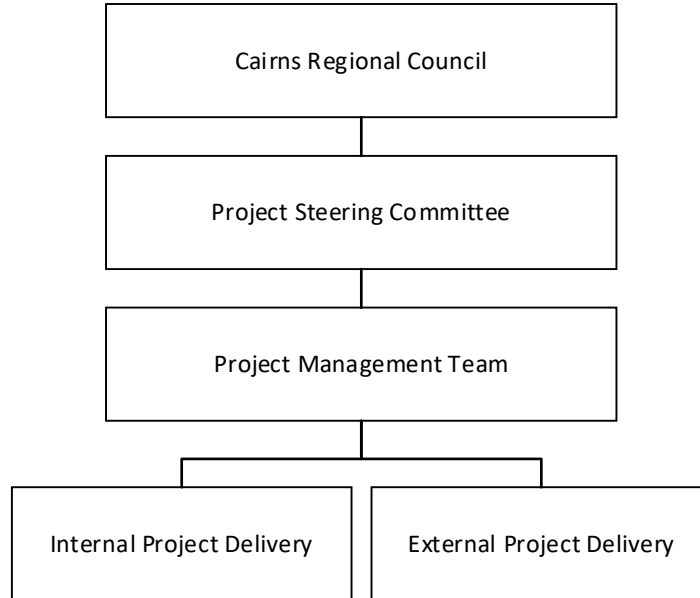 Cairns Regional Council
Project Steering Committee
Project Management Team
Internal Project Delivery
External Project Delivery